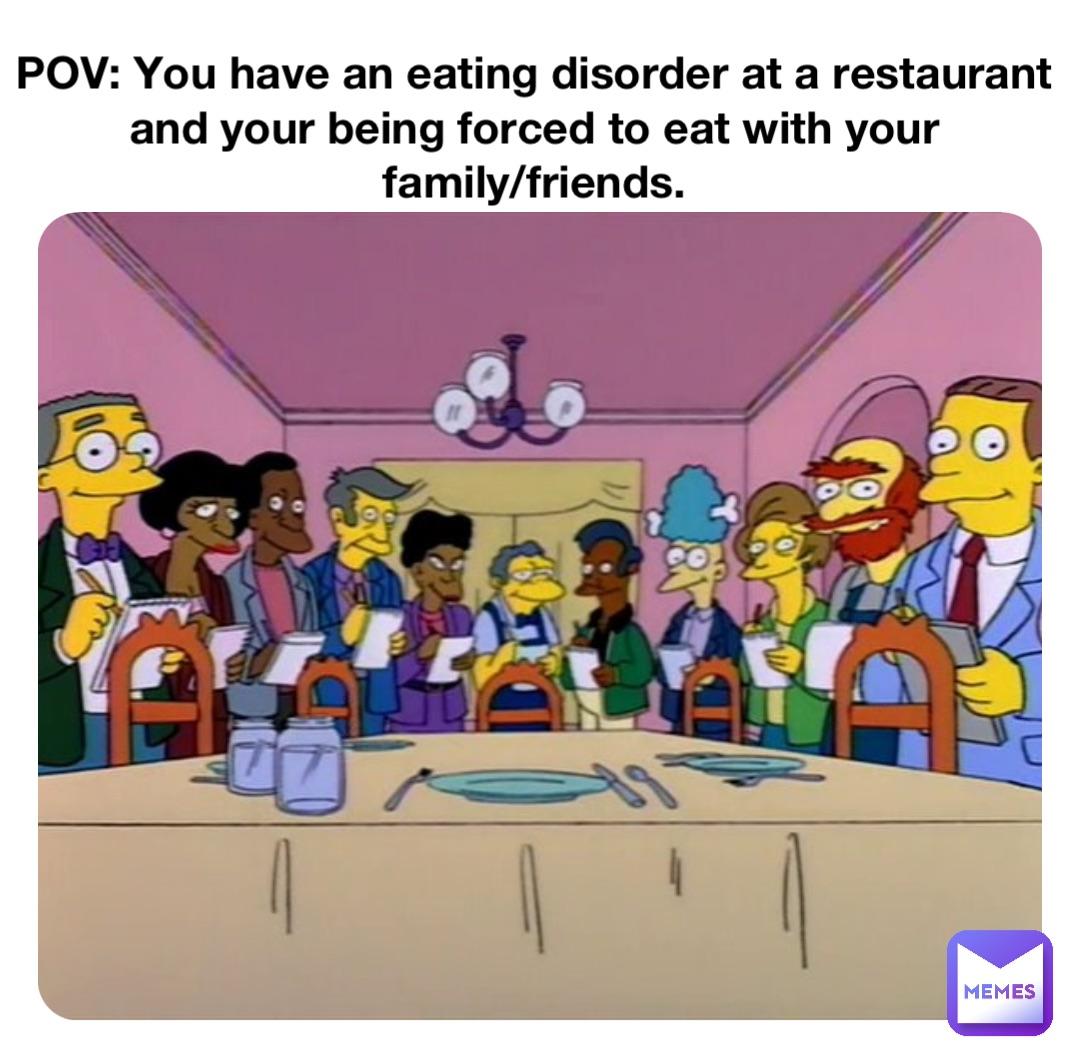 POV: You have an eating disorder at a restaurant
and your being forced to eat with your
family/friends.
MEMES